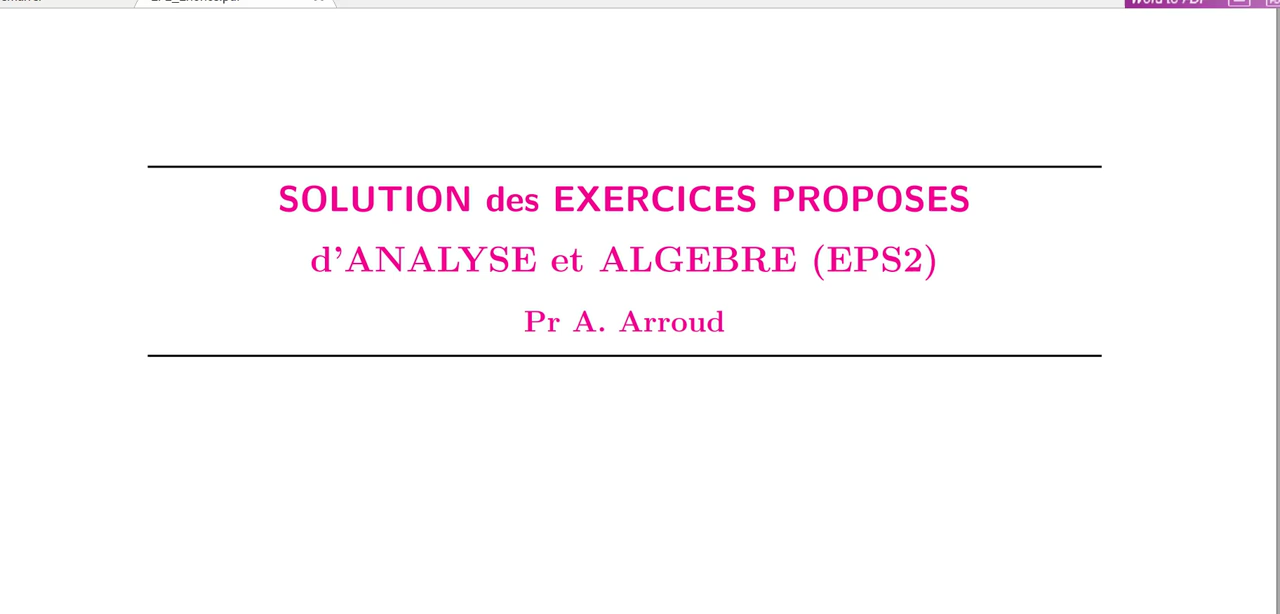 SOLUTION des EXERCICES PROPOSES
d'ANALYSE et ALGEBRE (EPS2)
Pr A. Arroud